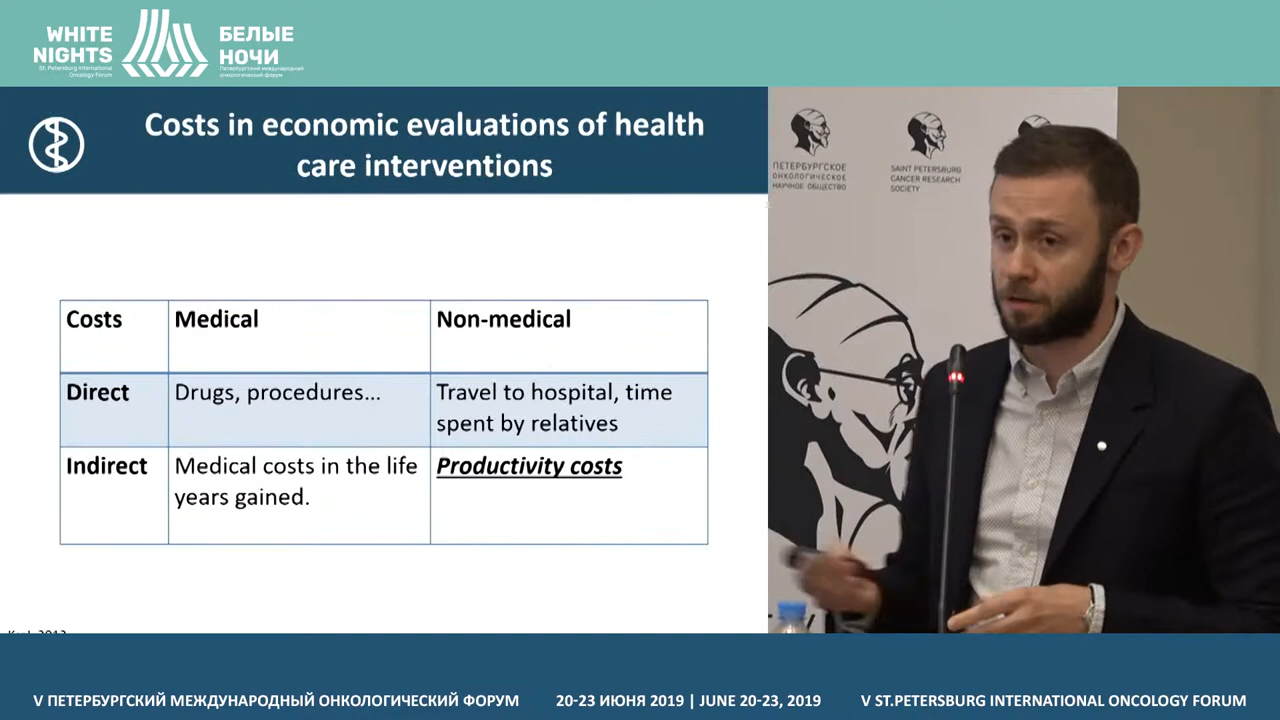 WHITE
NIGHTS
St. Petersburg International
Oncology Forum
БЕЛЫЕ
НОЧИ
Петербургский международный
онкологический форум
Costs in economic evaluations of health
care interventions
Costs Medical Non-medical
Direct Drugs, procedures... Travel to hospital, time
spent by relatives
Indirect Medical costs in the life Productivity costs
years gained.
ПЕТЕРБУРГСКОЕ
ОНКОЛОГИЧЕСКОЕ
НАУЧНОЕ ОБЩЕСТВО
SAINT PETERSBURG
CANCER RESEARCH
SOCIETY
V ПЕТЕРБУРГСКИЙ МЕЖДУНАРОДНЫЙ ОНКОЛОГИЧЕСКИЙ ФОРУМ
20-23 ИЮНЯ 2019 | JUNE 20-23, 2019
V ST.PETERSBURG INTERNATIONAL ONCOLOGY FORUM